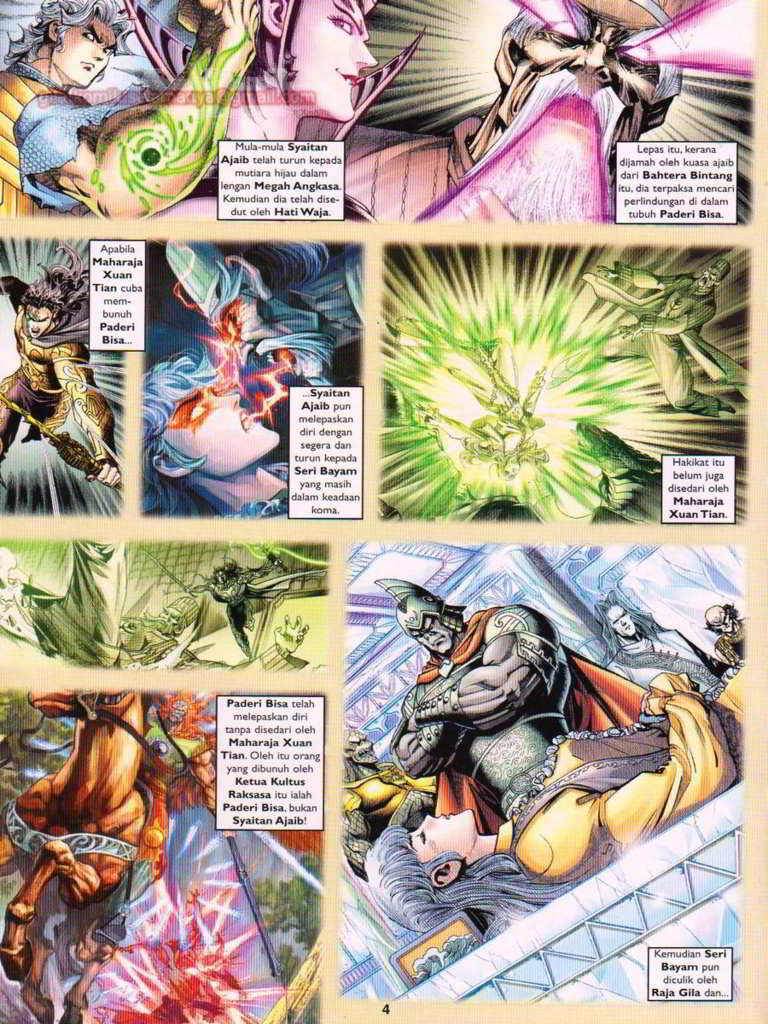 Mula-mula Syaitan
Ajaib telah turun kepada
mutiara hijau dalam
lengan Megah Angkasa.
Kemudian dia telah dise-
dut oleh Hati Waja.
Lepas itu, kerana
dijamah oleh kuasa ajaib
dari Bahtera Bintang
itu, dia terpaksa mencari
perlindungan di dalam
tubuh Paderi Bisa.
Apabila
Maharaja
Xuan
Tian cuba
mem-
bunuh
Paderi
Bisa...
...Syaitan
Ajaib pun
melepaskan
diri dengan
segera dan
turun kepada
Seri Bayam
yang masih
dalam keadaan
koma.
Hakikat itu
belum juga
disedari oleh
Maharaja
Xuan Tian.
Paderi Bisa telah
melepaskan diri
tanpa disedari oleh
Maharaja Xuan
Tian. Oleh itu orang
yang dibunuh oleh
Ketua Kultus
Raksasa itu ialah
Paderi Bisa, bukan
Syaitan Ajaib!
Kemudian Seri
Bayam pun
diculik oleh
Raja Gila dan...
4